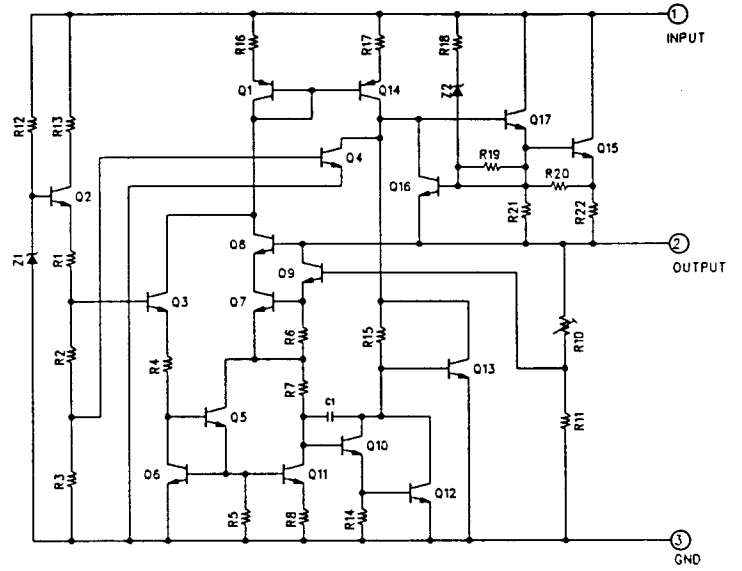 1
INPUT
R16
R17
R18
Q1
Q14
Z2
R12
R13
Q17
Q4
R19
Q15
Q16
R20
Q2
R21
R22
2
OUTPUT
Z1
R1
Q8
Q9
Q3
Q7
R10
R2
R4
R6
R15
Q13
R7
C1
Q5
R11
Q10
R3
Q6
Q11
Q12
R5
R8
R14
3
GND